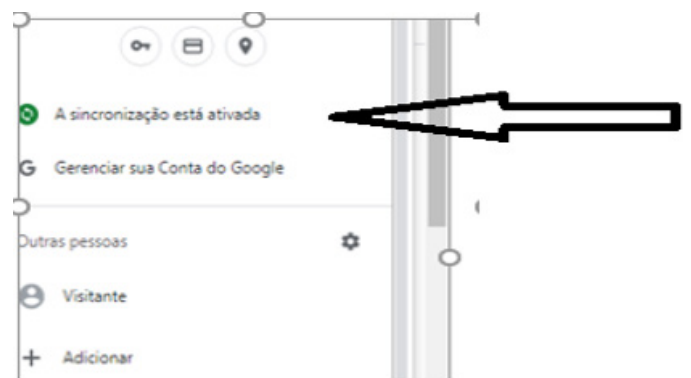 A sincronização está ativada
G Gerenciar sua Conta do Google
Outras pessoas
Visitante
+ Adicionar